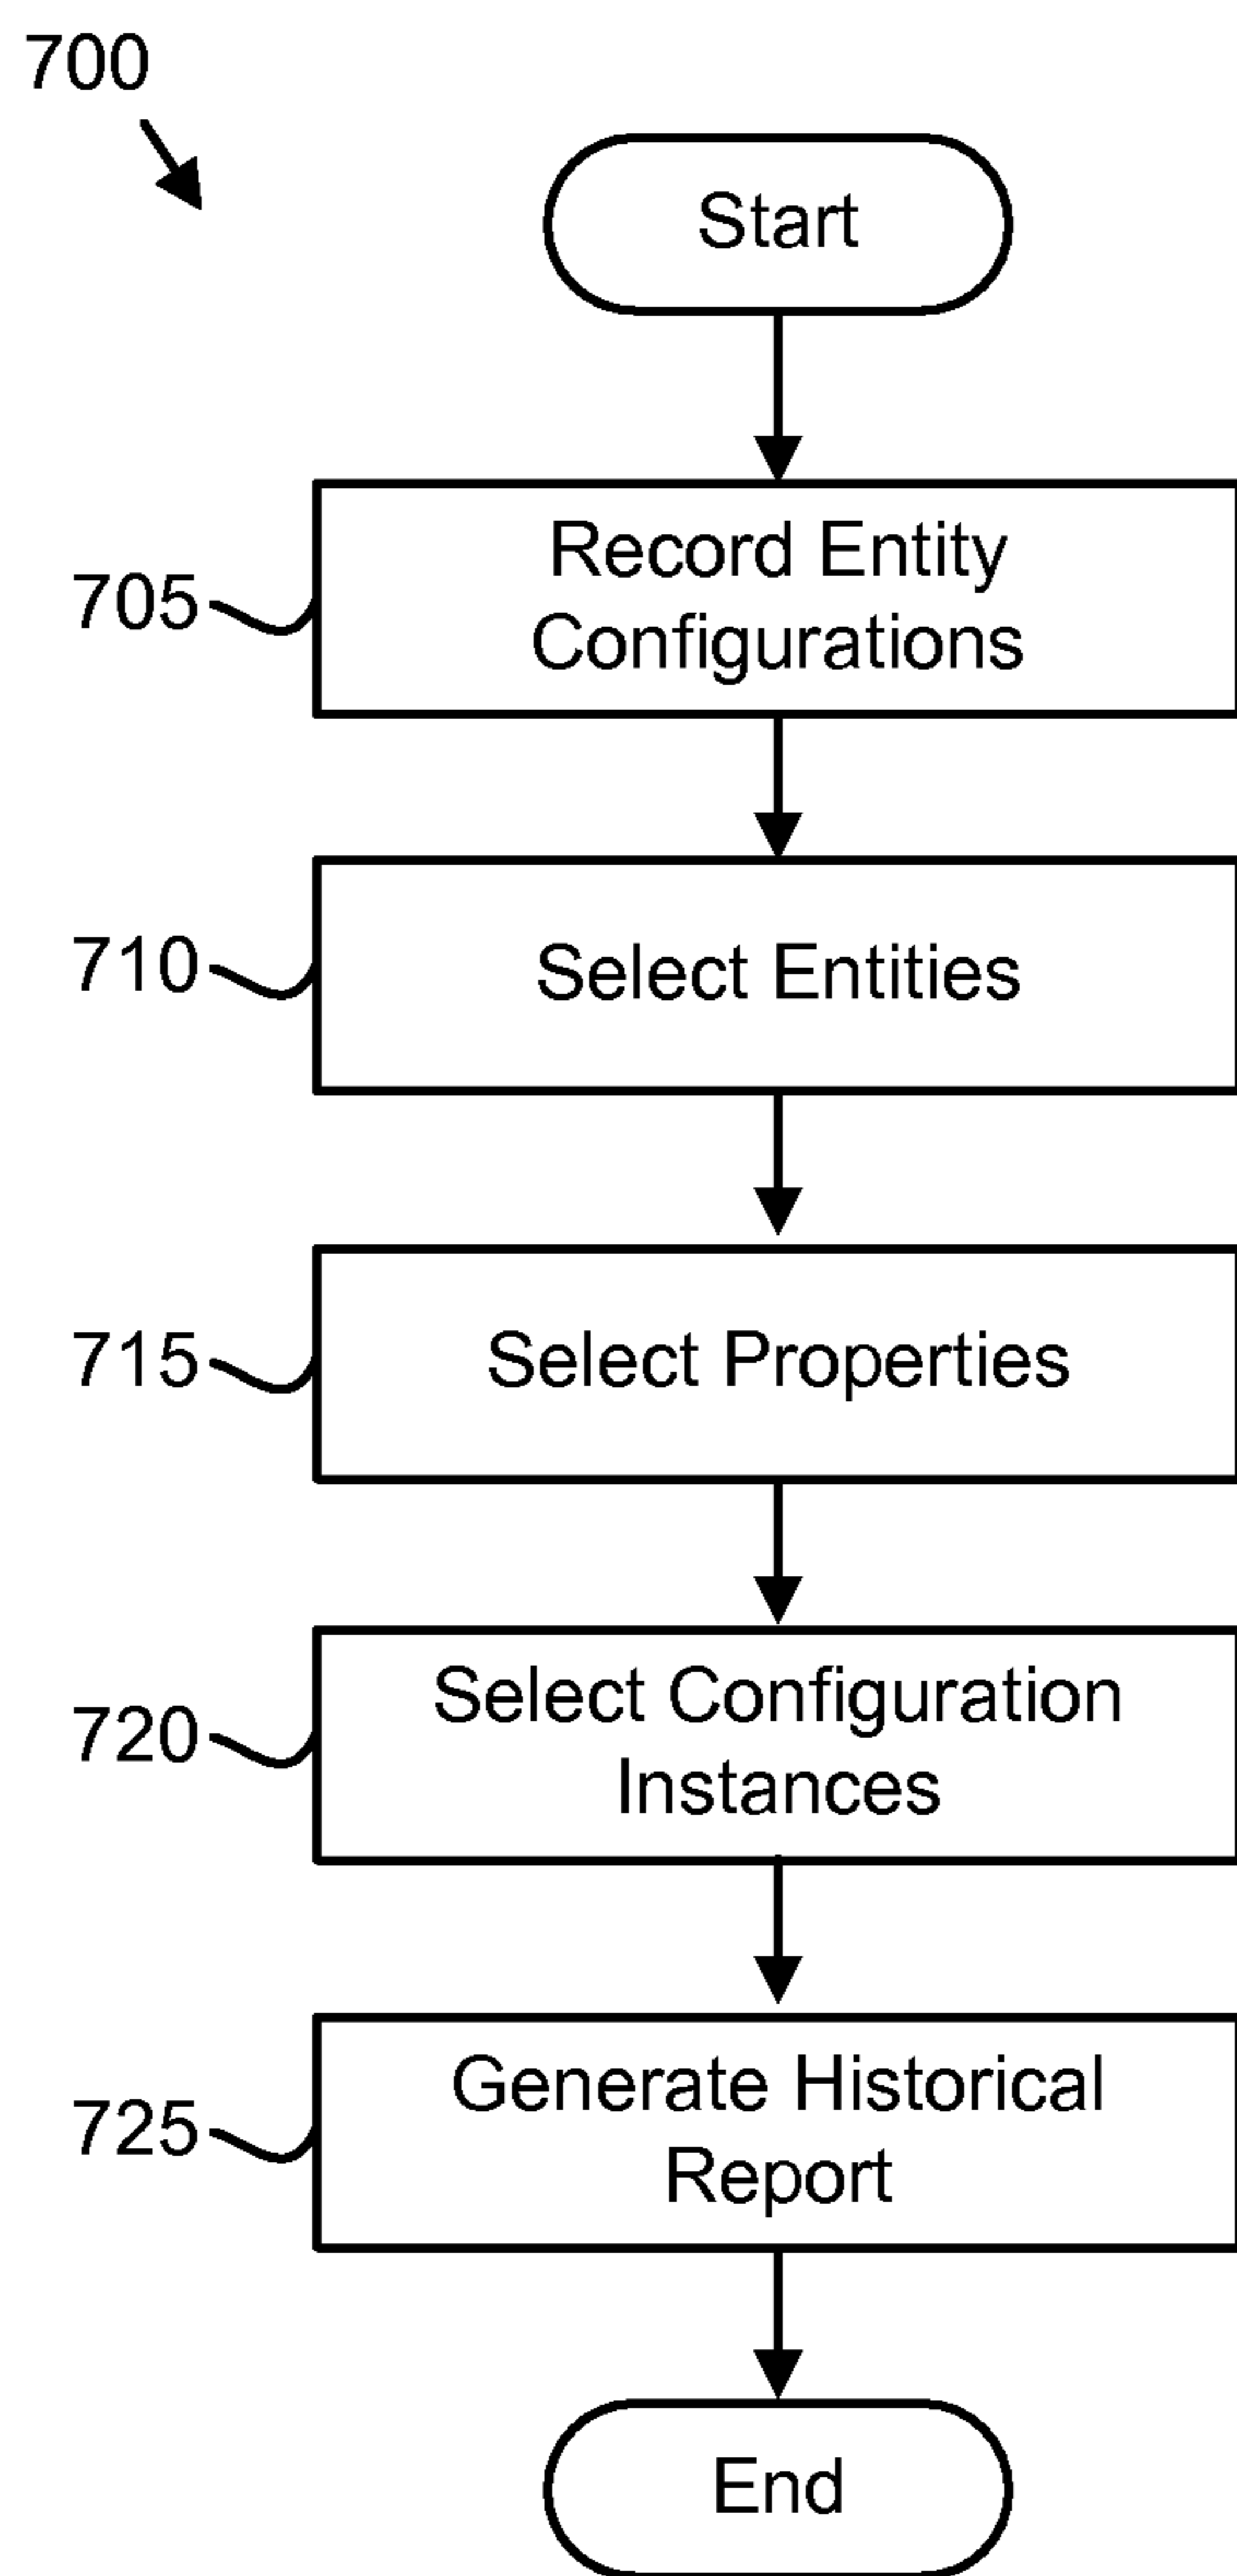 700
Start
705
Record Entity
Configurations
710
Select Entities
715
Select Properties
720
Select Configuration
Instances
725
Generate Historical
Report
End